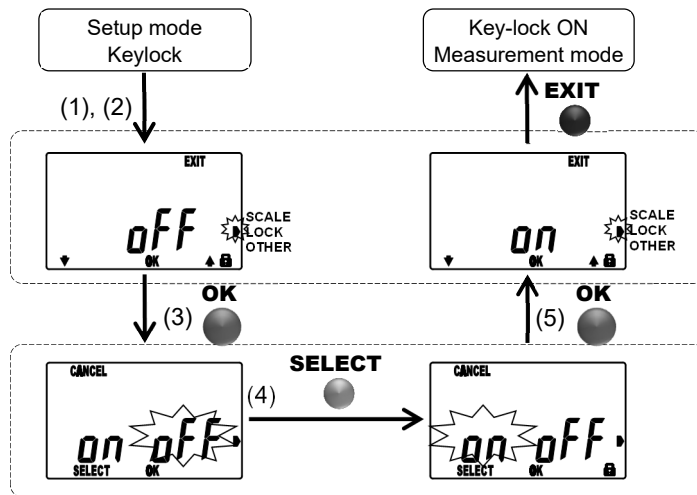 Setup mode
Keylock
Key-lock ON
Measurement mode
(1), (2)
EXIT
EXIT
oFF
SCALE
LOCK
OTHER
OK
EXIT
on
SCALE
LOCK
OTHER
OK
(3)
OK
(5)
OK
CANCEL
on oFF
SELECT OK
(4)
SELECT
CANCEL
on oFF
SELECT OK